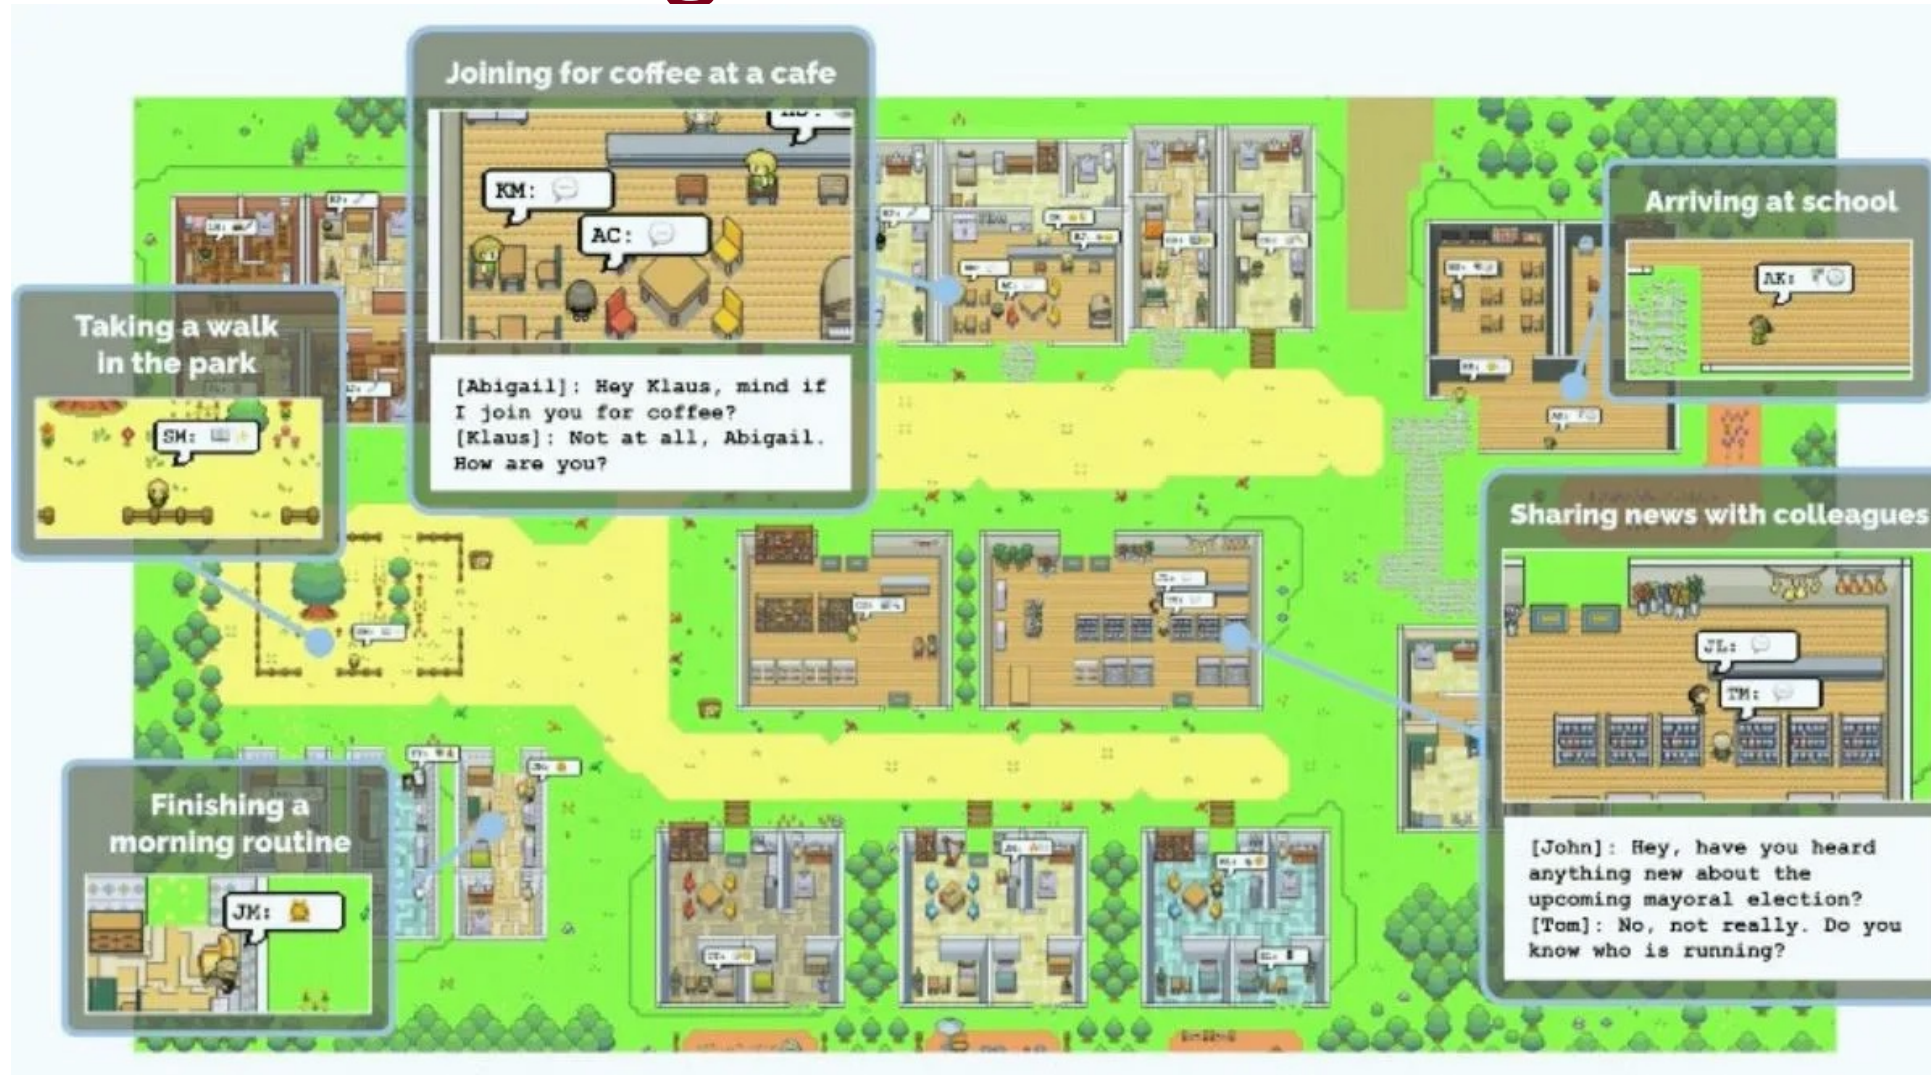 Joining for coffee at a cafe
KM:
AC:
[Abigail]: Hey Klaus, mind if
I join you for coffee?
[Klaus]: Not at all, Abigail.
How are you?
Taking a walk
in the park
SM:
Arriving at school
AK:
Sharing news with colleagues
JL:
TM:
[John]: Hey, have you heard
anything new about the
upcoming mayoral election?
[Tom]: No, not really. Do you
know who is running?
Finishing a
morning routine
JM: